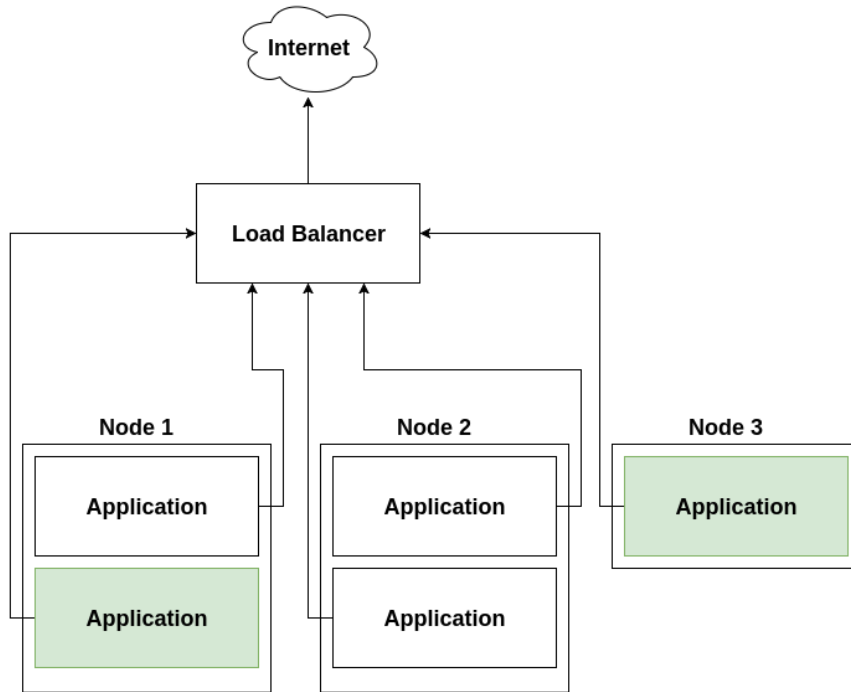 Internet
Load Balancer
Node 1
Node 2
Node 3
Application
Application
Application
Application
Application